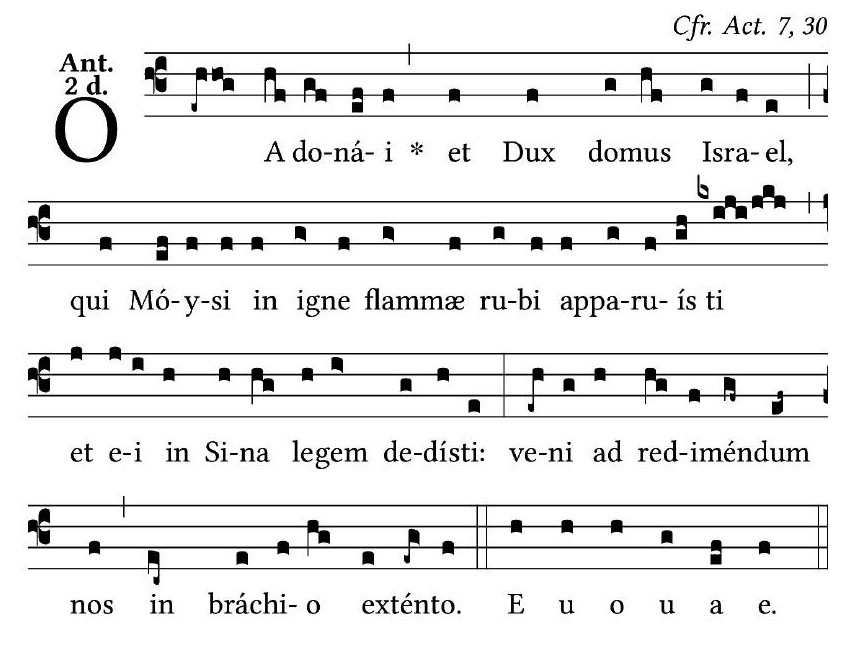 Cfr. Act. 7, 30
Ant.
2 d.
O A do-ná- i * et Dux domus Isra-el,
qui Mó-y-si in igne flammæ ru-bi appa-ru- ís ti
et e-i in Si-na legem de-dísti: ve-ni ad red-iméndum
nos in bráchi- o exténto. E u o u a e.